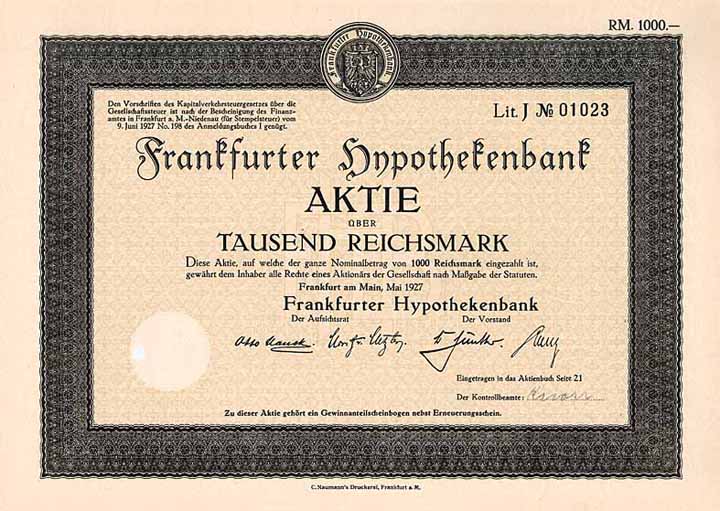 RM. 1000.—
Frankfurter Hypothekenbank
Den Vorschriften des Kapitalverkehrsteuergesetzes über die
Gesellschaftssteuer ist nach der Bescheinigung des Finanz-
amtes in Frankfurt a. M.-Niedenau (für Stempelsteuer) vom
9. Juni 1927 No. 198 des Anmeldungsbuches I genügt.
Lit. J № 01023
Frankfurter Hypothekenbank
AKTIE
ÜBER
TAUSEND REICHSMARK
Diese Aktie, auf welche der ganze Nominalbetrag von 1000 Reichsmark eingezahlt ist,
gewährt dem Inhaber alle Rechte eines Aktionärs der Gesellschaft nach Maßgabe der Statuten.
Frankfurt am Main, Mai 1927
Frankfurter Hypothekenbank
Der Aufsichtsrat Der Vorstand
Otto
Eingetragen in das Aktienbuch Seite 21
Der Kontrollbeamte:
Zu dieser Aktie gehört ein Gewinnanteilscheinbogen nebst Erneuerungsschein.
C. Naumann's Druckerei, Frankfurt a. M.